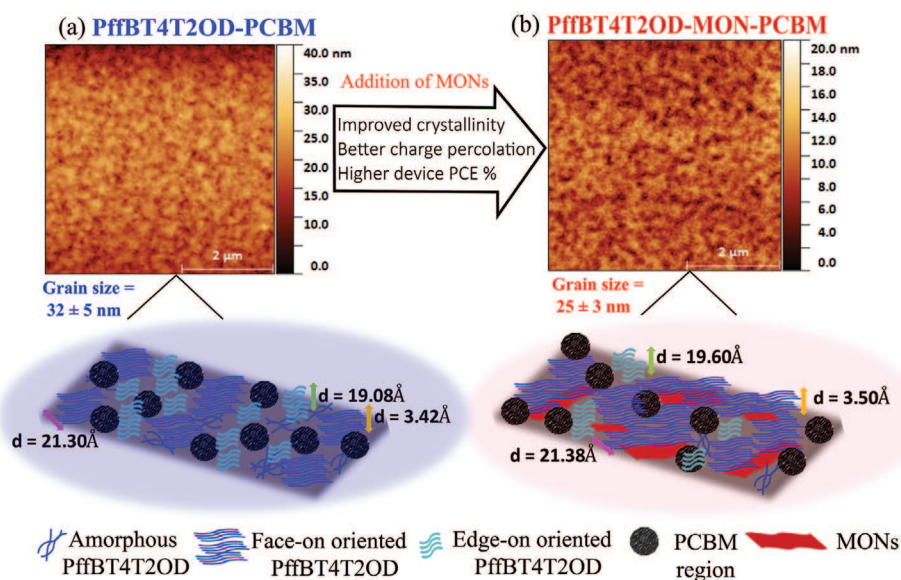 (a) PffBT4T2OD-PCBM
40.0 nm
35.0
30.0
25.0
20.0
15.0
10.0
0.0
2 µm
Addition of MONs
Improved crystallinity
Better charge percolation
Higher device PCE %
(b) PffBT4T2OD-MON-PCBM
20.0 nm
18.0
16.0
14.0
12.0
10.0
8.0
6.0
4.0
2.0
0.0
2 µm
Grain size =
32 ± 5 nm
Grain size =
25 ± 3 nm
d = 19.08Å
d = 3.42Å
d = 21.30Å
d = 19.60Å
d = 3.50Å
d = 21.38Å
Amorphous
PffBT4T2OD
Face-on oriented
PffBT4T2OD
Edge-on oriented
PffBT4T2OD
PCBM
region
MONs